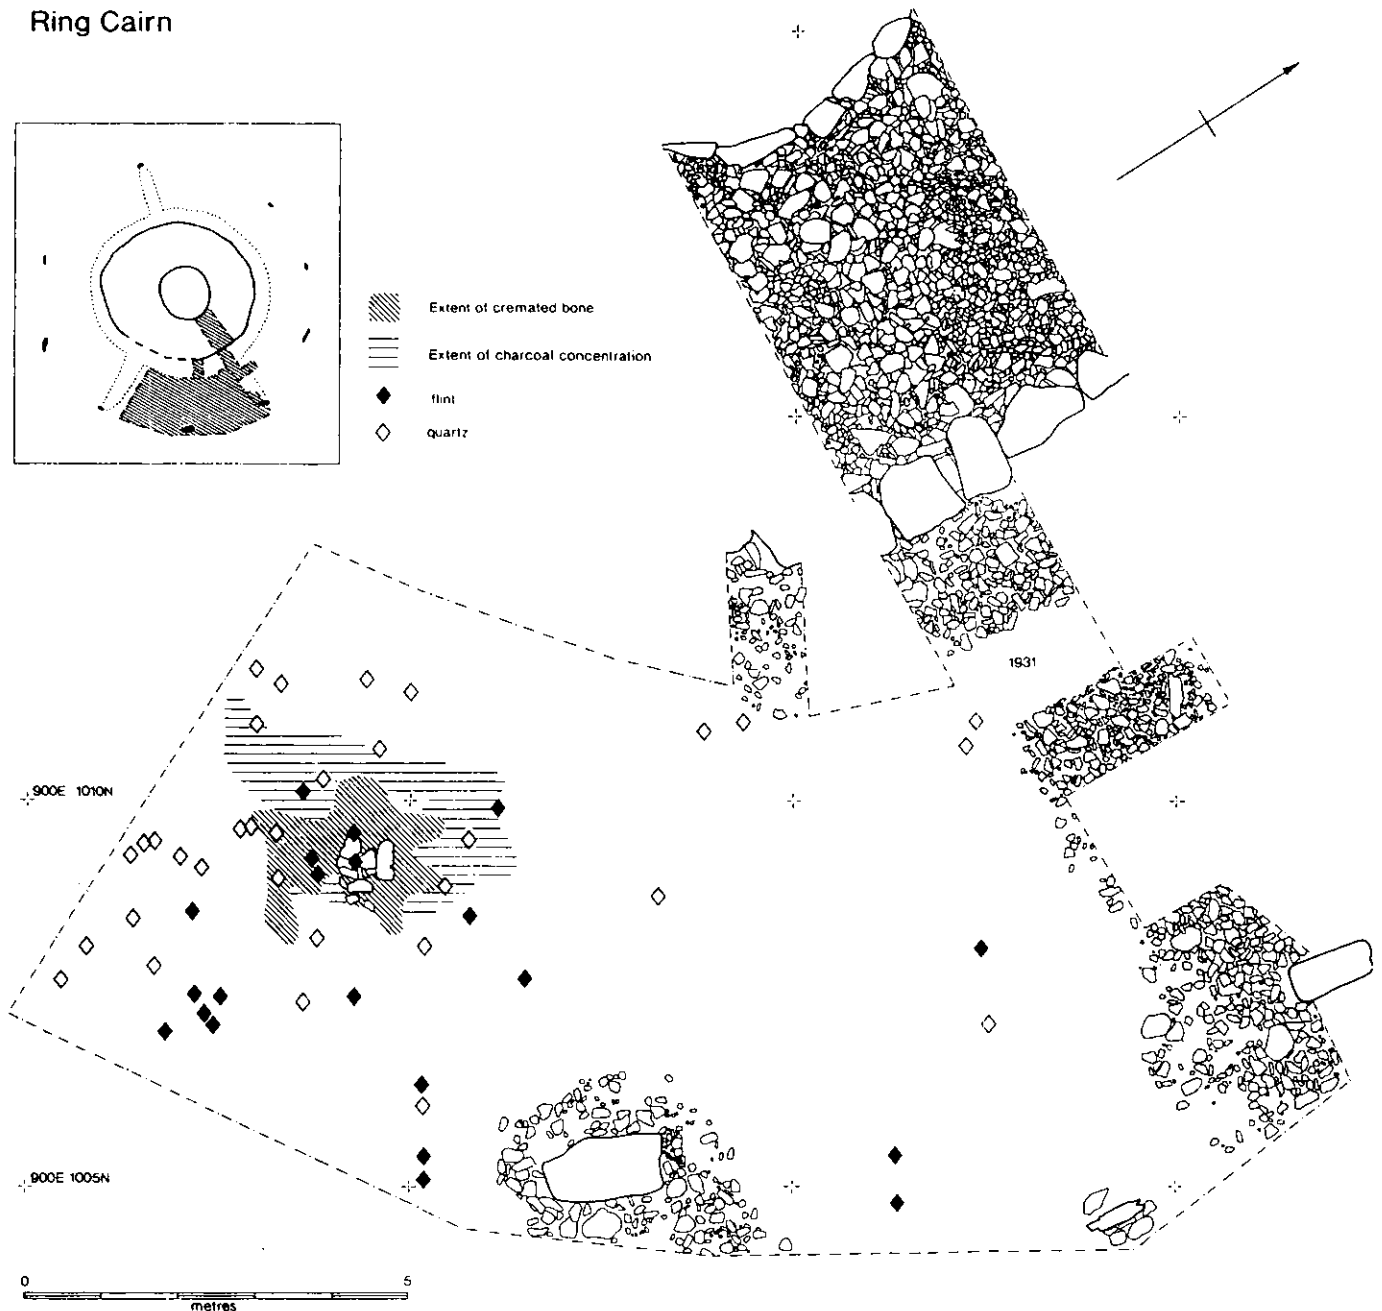 Ring Cairn
Extent of cremated bone
Extent of charcoal concentration
flint
quartz
1931
900E 1010N
900E 1005N
0 5
metres